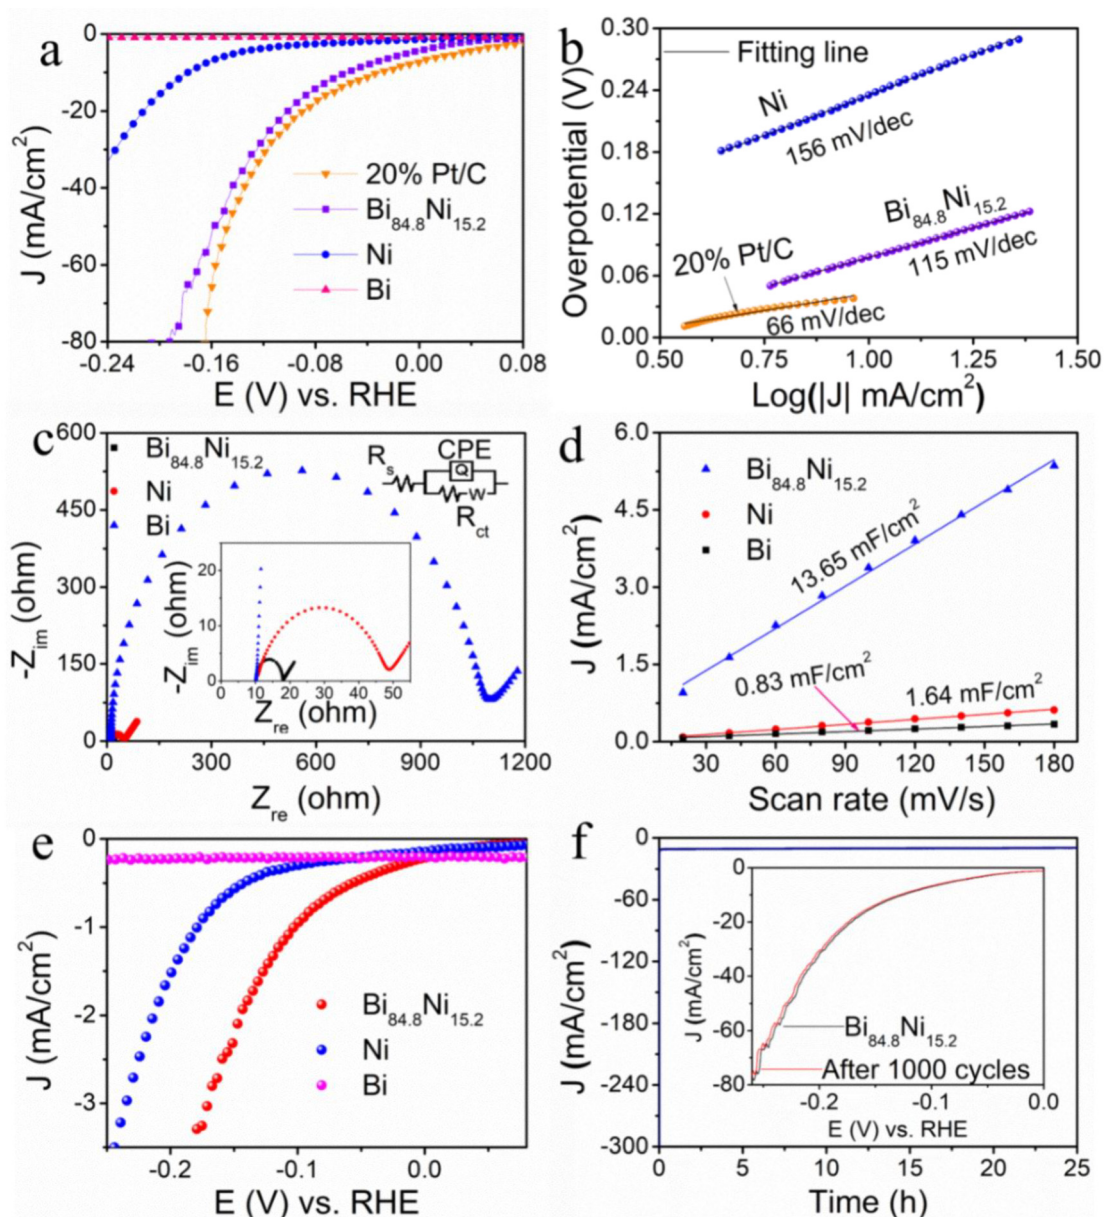 a
0
-20
-40
-60
-80
J (mA/cm²)
20% Pt/C
Bi84.8Ni15.2
Ni
Bi
-0.24 -0.16 -0.08 0.00 0.08
E (V) vs. RHE
b
0.30
0.24
0.18
0.12
0.06
0.00
Overpotential (V)
Fitting line
Ni
156 mV/dec
Bi84.8Ni15.2
115 mV/dec
20% Pt/C
66 mV/dec
0.50 0.75 1.00 1.25 1.50
Log(|J| mA/cm²)
c
600
450
300
150
0
-Zim (ohm)
Bi84.8Ni15.2
Ni
Bi
Rs
CPE
Q
W
Rct
20
10
0
-Zim (ohm)
0 10 20 30 40 50
Zre (ohm)
0 300 600 900 1200
Zre (ohm)
d
6.0
4.5
3.0
1.5
0.0
J (mA/cm²)
Bi84.8Ni15.2
Ni
Bi
13.65 mF/cm²
0.83 mF/cm²
1.64 mF/cm²
30 60 90 120 150 180
Scan rate (mV/s)
e
0
-1
-2
-3
J (mA/cm²)
Bi84.8Ni15.2
Ni
Bi
-0.2 -0.1 0.0
E (V) vs. RHE
f
0
-60
-120
-180
-240
-300
J (mA/cm²)
0
-20
-40
-60
-80
J (mA/cm²)
Bi84.8Ni15.2
After 1000 cycles
-0.2 -0.1 0.0
E (V) vs. RHE
0 5 10 15 20 25
Time (h)